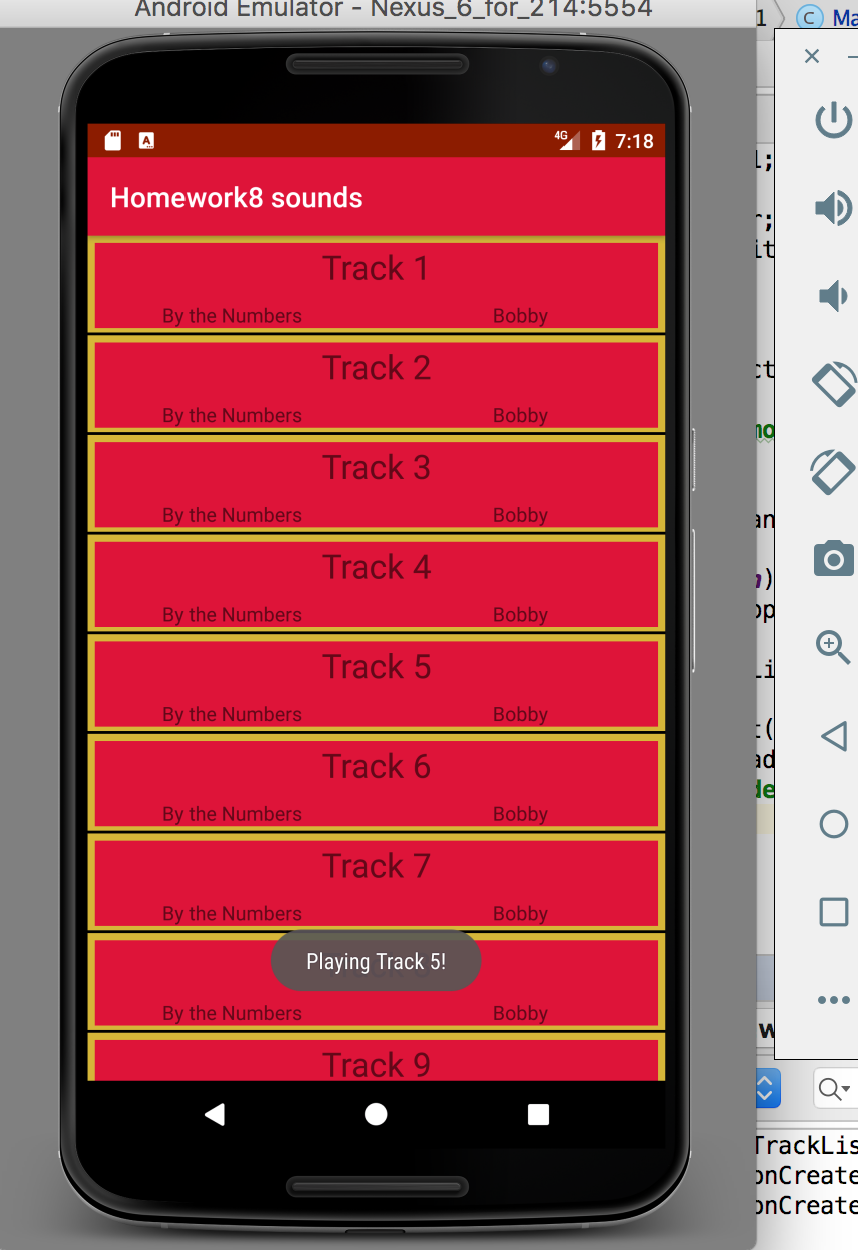 Android Emulator - Nexus_6_for_214:5554
4G 7:18
Homework8 sounds
Track 1
By the Numbers Bobby
Track 2
By the Numbers Bobby
Track 3
By the Numbers Bobby
Track 4
By the Numbers Bobby
Track 5
By the Numbers Bobby
Track 6
By the Numbers Bobby
Track 7
By the Numbers Bobby
Playing Track 5!
By the Numbers Bobby
Track 9
1
C Ma
l;
r;
it
ct
mo
an
)
op
Li
t(
ad
de
w
TrackLis
onCreate
onCreate